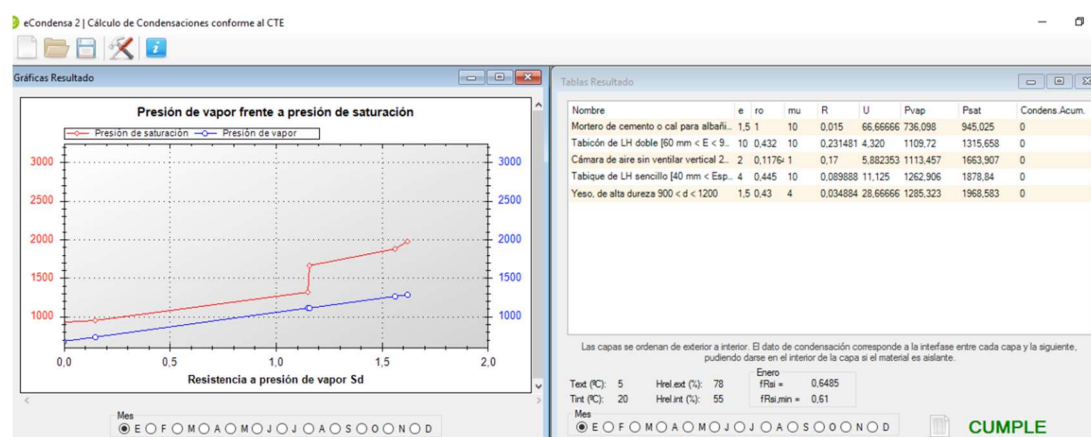 eCondensa 2 | Cálculo de Condensaciones conforme al CTE
Gráficas Resultado
Presión de vapor frente a presión de saturación
Presión de saturación Presión de vapor
3000 3000
2500 2500
2000 2000
1500 1500
1000 1000
0,0 0,5 1,0 1,5 2,0
Resistencia a presión de vapor Sd
Mes
E F M A M J J A S O N D
Tablas Resultado
Nombre e ro mu R U Pvap Psat Condens.Acum.
Mortero de cemento o cal para albañi... 1,5 1 10 0,015 66,66666 736,098 945,025 0
Tabicón de LH doble [60 mm < E < 9... 10 0,432 10 0,231481 4,320 1109,72 1315,658 0
Cámara de aire sin ventilar vertical 2... 2 0,1176 1 0,17 5,882353 1113,457 1663,907 0
Tabique de LH sencillo [40 mm < Esp... 4 0,445 10 0,089888 11,125 1262,906 1878,84 0
Yeso, de alta dureza 900 < d < 1200 1,5 0,43 4 0,034884 28,66666 1285,323 1968,583 0
Las capas se ordenan de exterior a interior. El dato de condensación corresponde a la interfase entre cada capa y la siguiente,
pudiendo darse en el interior de la capa si el material es aislante.
Enero
Text (ºC): 5 Hrel.ext (%): 78 fRsi = 0,6485
Tint (ºC): 20 Hrel.int (%): 55 fRsi,min = 0,61
Mes
E F M A M J J A S O N D
CUMPLE